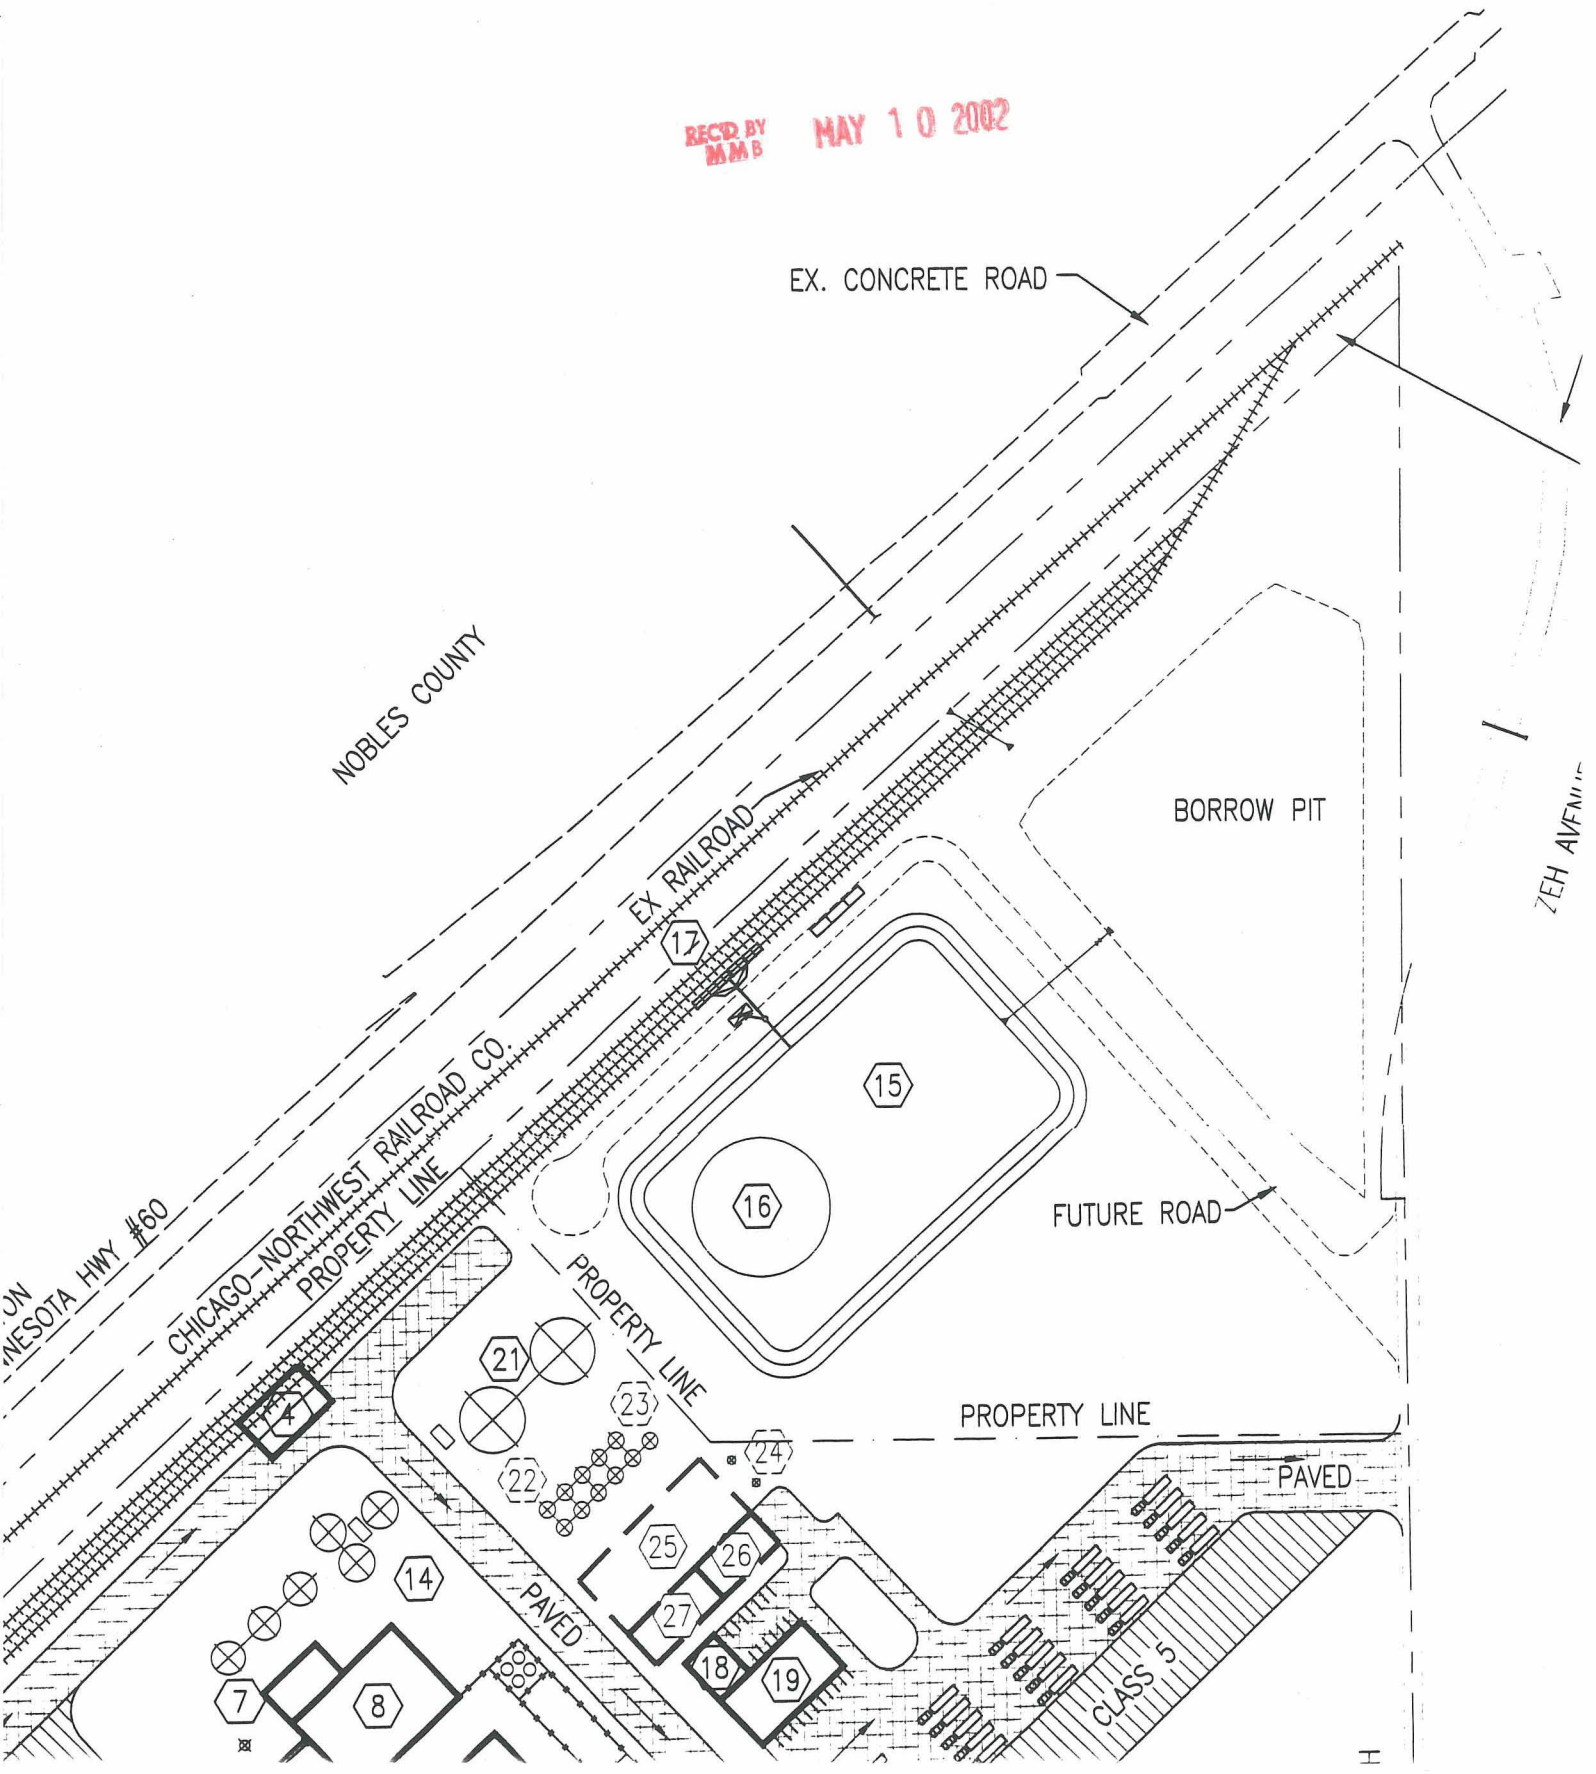 REC'D BY
MMB
MAY 10 2002
EX. CONCRETE ROAD
NOBLES COUNTY
BORROW PIT
EX RAILROAD
17
15
CHICAGO-NORTHWEST RAILROAD CO.
PROPERTY LINE
16
FUTURE ROAD
#60
HWY
PROPERTY LINE
21
23
4
PROPERTY LINE
24
22
PAVED
25
26
14
27
PAVED
18
19
7
8
CLASS 5
ZEH
H